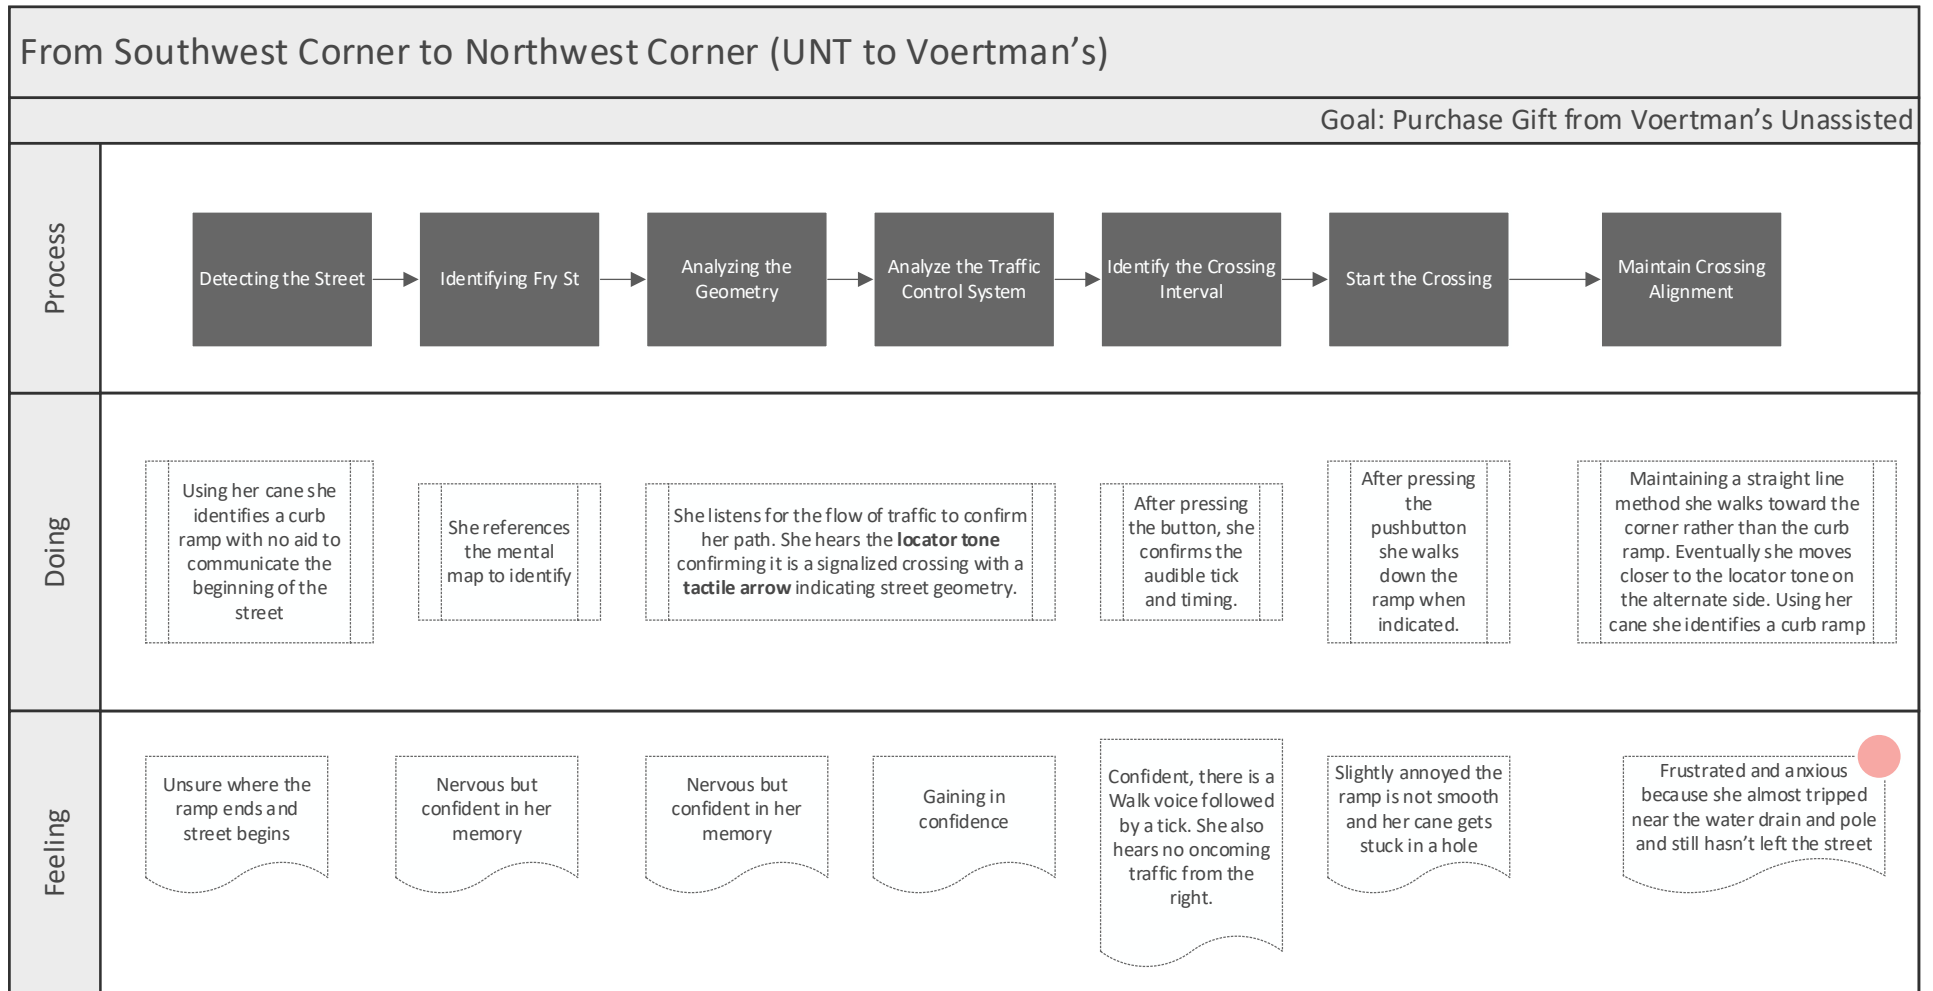 From Southwest Corner to Northwest Corner (UNT to Voertman's)
Goal: Purchase Gift from Voertman's Unassisted
Process
Detecting the Street
Identifying Fry St
Analyzing the
Geometry
Analyze the Traffic
Control System
Identify the Crossing
Interval
Start the Crossing
Maintain Crossing
Alignment
Doing
Using her cane she
identifies a curb
ramp with no aid to
communicate the
beginning of the
street
She references
the mental
map to identify
She listens for the flow of traffic to confirm
her path. She hears the locator tone
confirming it is a signalized crossing with a
tactile arrow indicating street geometry.
After pressing
the button, she
confirms the
audible tick
and timing.
After pressing
the
pushbutton
she walks
down the
ramp when
indicated.
Maintaining a straight line
method she walks toward the
corner rather than the curb
ramp. Eventually she moves
closer to the locator tone on
the alternate side. Using her
cane she identifies a curb ramp
Feeling
Unsure where the
ramp ends and
street begins
Nervous but
confident in her
memory
Nervous but
confident in her
memory
Gaining in
confidence
Confident, there is a
Walk voice followed
by a tick. She also
hears no oncoming
traffic from the
right.
Slightly annoyed the
ramp is not smooth
and her cane gets
stuck in a hole
Frustrated and anxious
because she almost tripped
near the water drain and pole
and still hasn't left the street